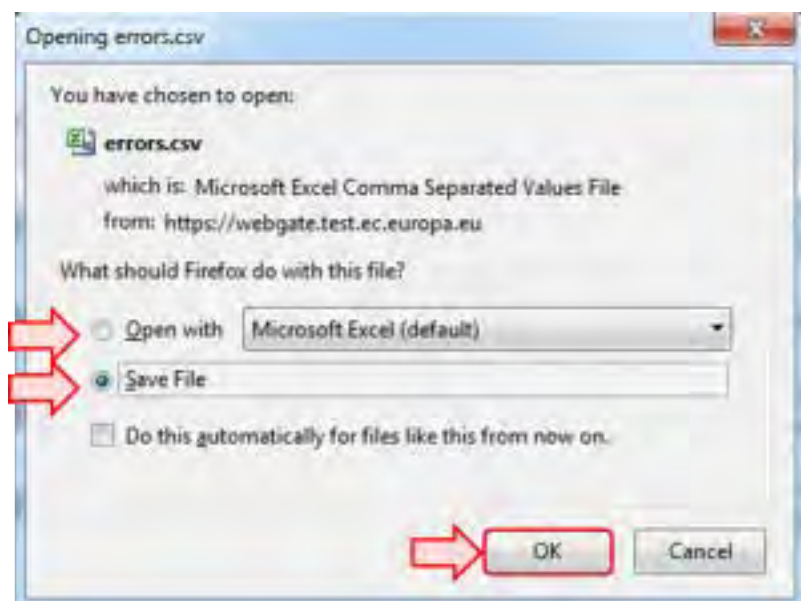 Opening errors.csv
You have chosen to open:
errors.csv
which is: Microsoft Excel Comma Separated Values File
from: https://webgate.test.ec.europa.eu
What should Firefox do with this file?
Open with Microsoft Excel (default)
Save File
Do this automatically for files like this from now on.
OK Cancel